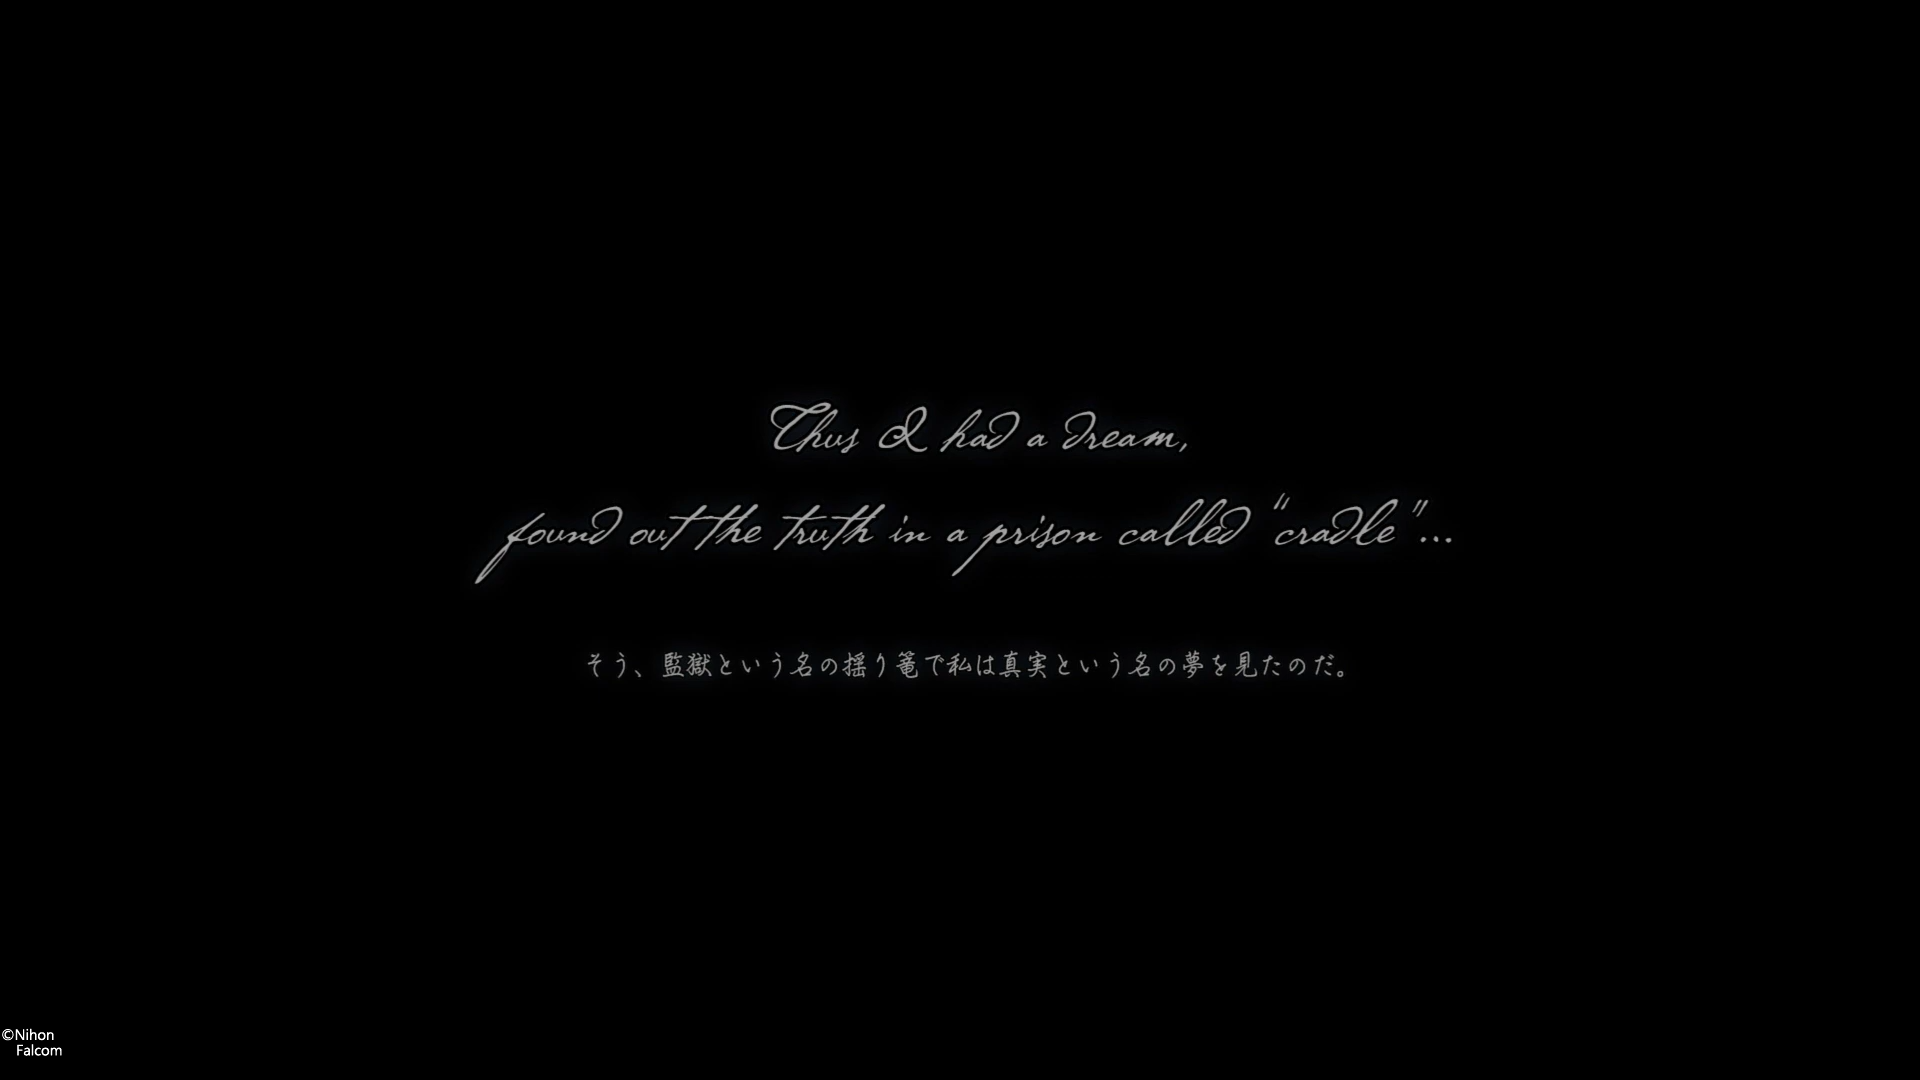 Thus I had a dream,
found out the truth in a prison called "cradle"...
そう、監獄という名の揺り篭で私は真実という名の夢を見たのだ。
©Nihon
Falcom